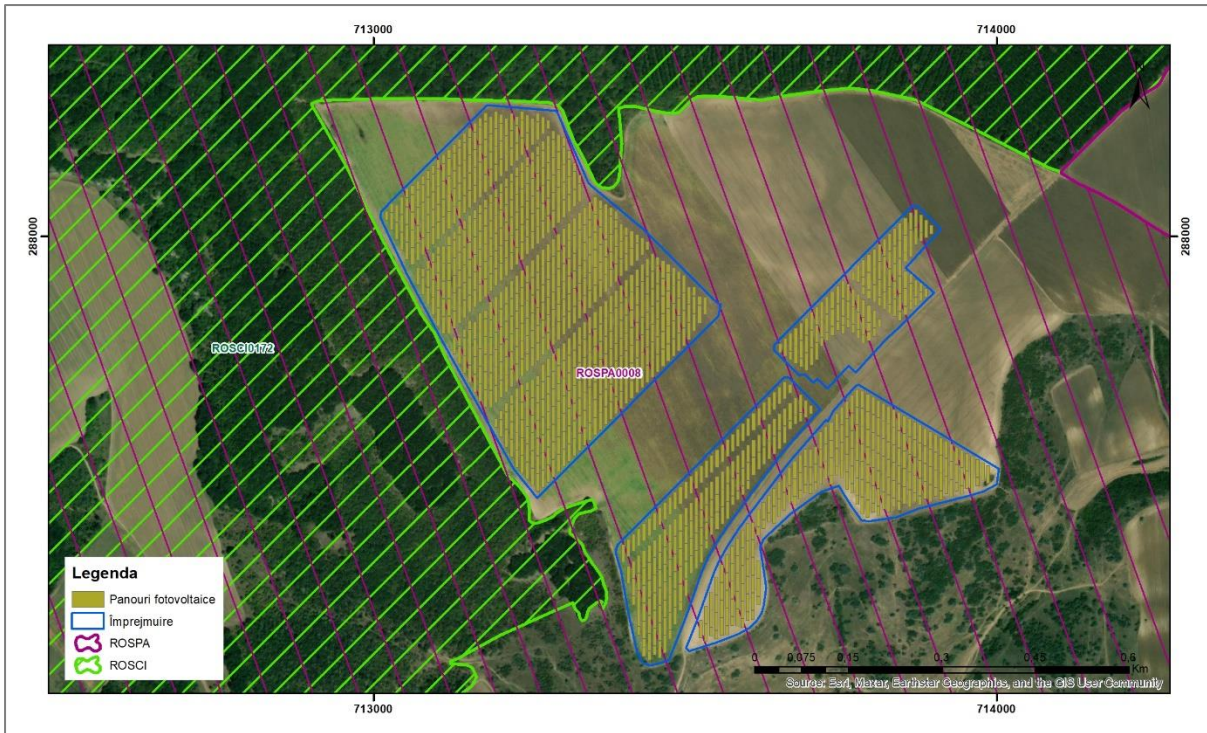 713000
714000
288000
288000
ROSCI0172
ROSPA0008
Legenda
Panouri fotovoltaice
Împrejmuire
ROSPA
ROSCI
0 0.075 0.15 0.3 0.45 0.6
Km
Source: Esri, Maxar, Earthstar Geographics, and the GIS User Community
713000
714000